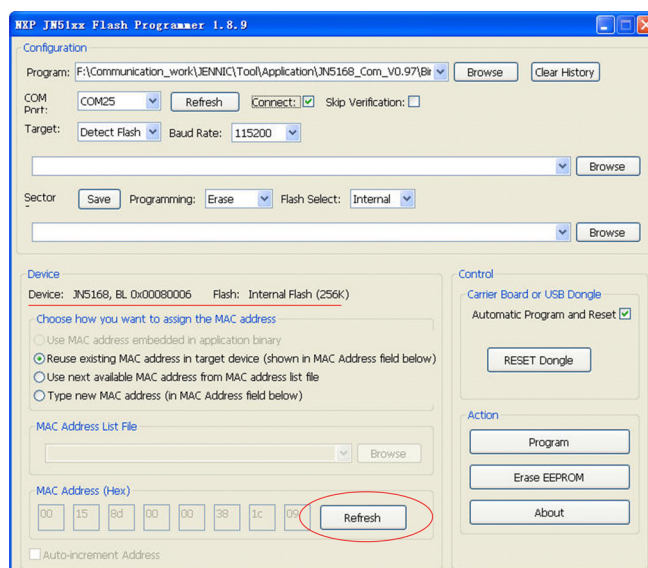 NXP JN51xx Flash Programmer 1.8.9
Configuration
Program: F:\Communication_work\JENNIC\Tool\Application\JN5168_Com_V0.97\Bir Browse Clear History
COM Port: COM25 Refresh Connect: Skip Verification:
Target: Detect Flash Baud Rate: 115200
Browse
Sector Save Programming: Erase Flash Select: Internal
Browse
Device
Device: JN5168, BL 0x00080006 Flash: Internal Flash (256K)
Choose how you want to assign the MAC address
Use MAC address embedded in application binary
Reuse existing MAC address in target device (shown in MAC Address field below)
Use next available MAC address from MAC address list file
Type new MAC address (in MAC Address field below)
MAC Address List File
Browse
MAC Address (Hex)
00 15 8d 00 00 38 1c 09 Refresh
Auto-increment Address
Control
Carrier Board or USB Dongle
Automatic Program and Reset
RESET Dongle
Action
Program
Erase EEPROM
About